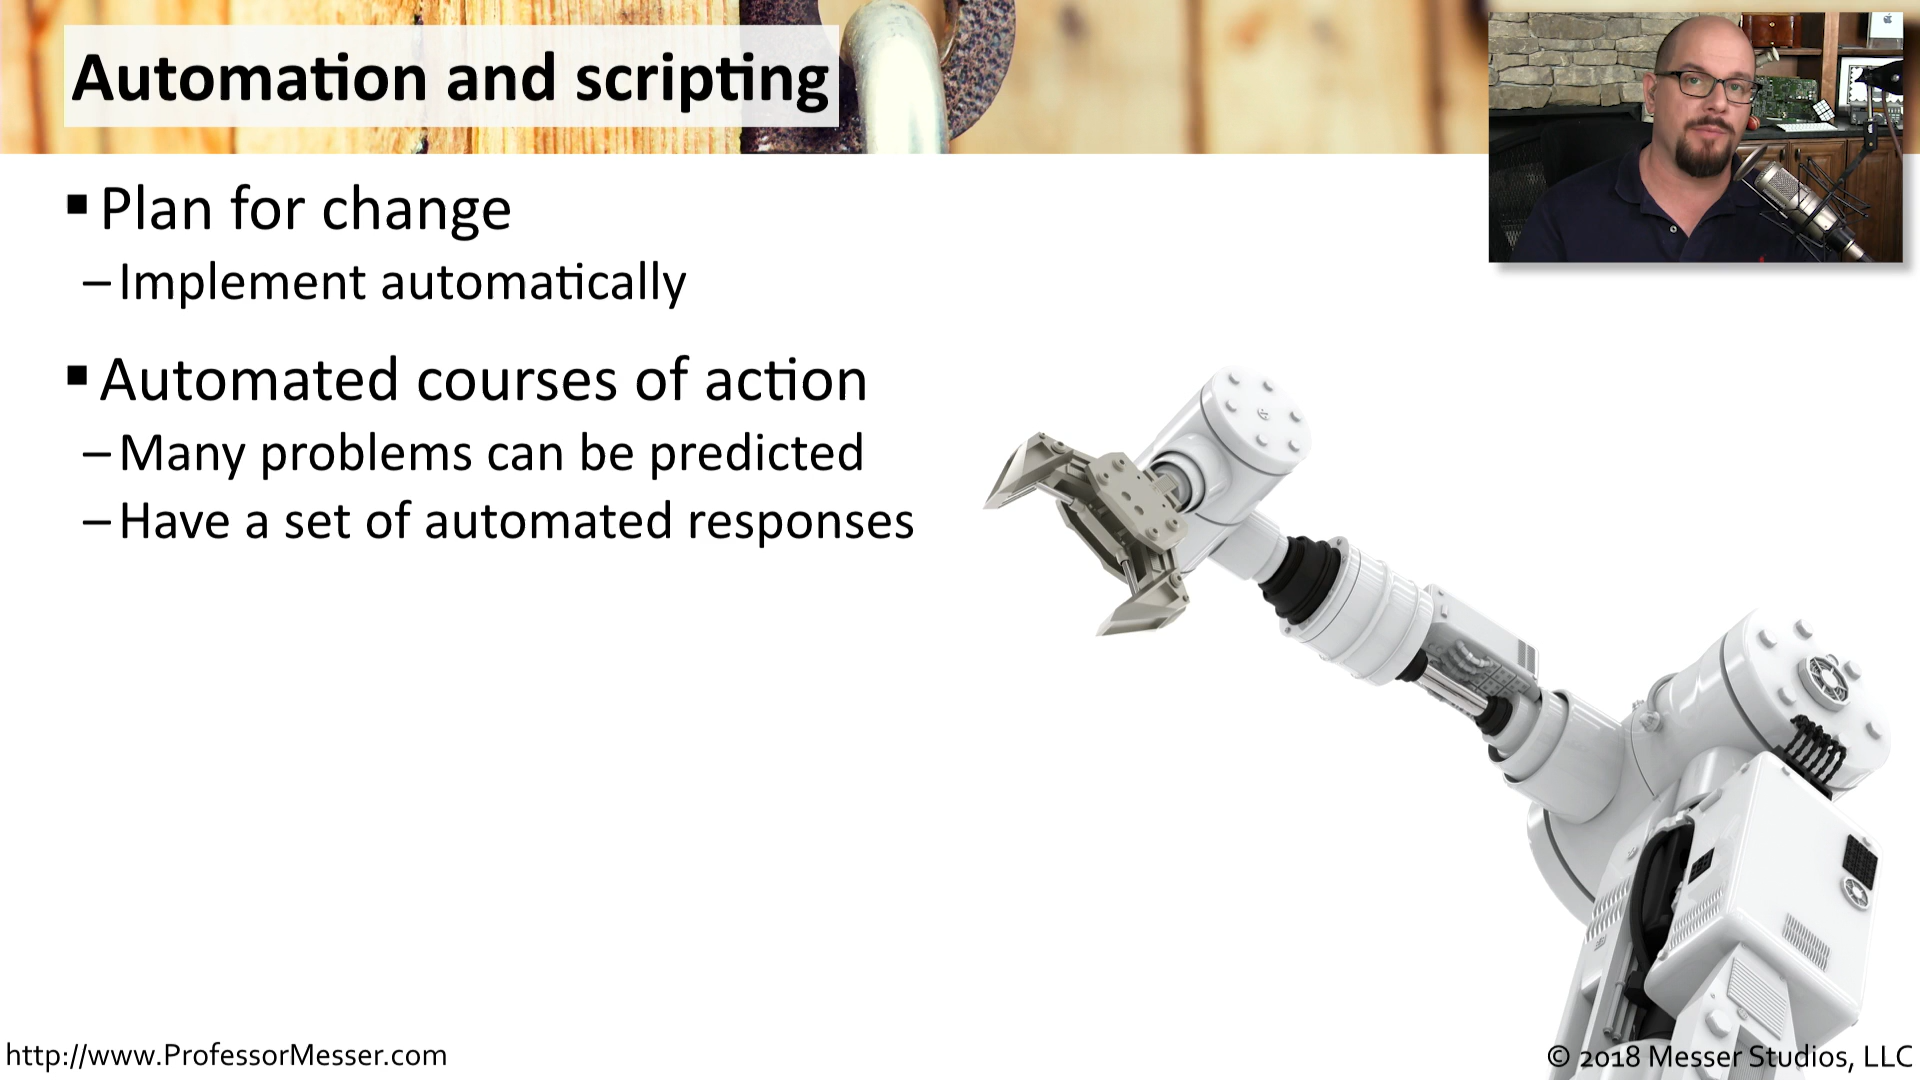 Automation and scripting
▪ Plan for change
– Implement automatically
▪ Automated courses of action
– Many problems can be predicted
– Have a set of automated responses
http://www.ProfessorMesser.com
© 2018 Messer Studios, LLC